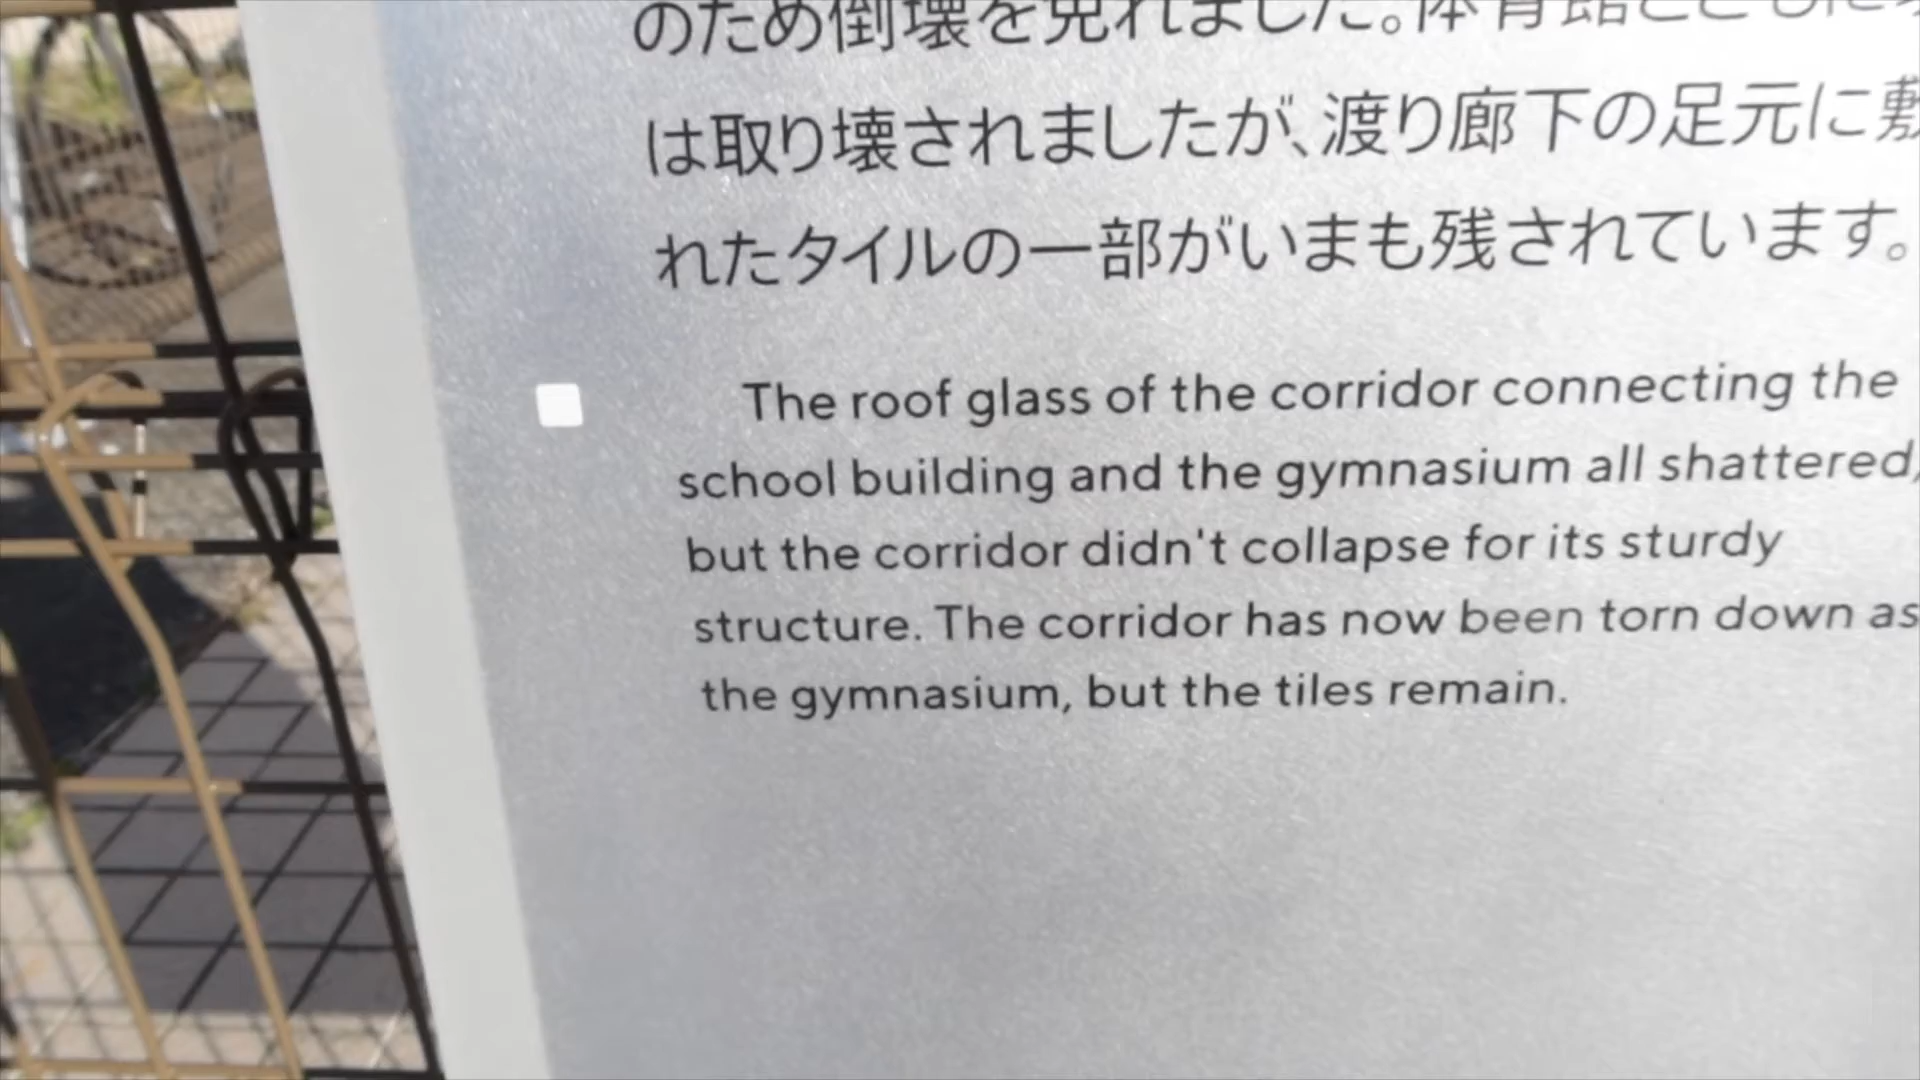 のため倒壊を免れました。体育館とともに
は取り壊されましたが、渡り廊下の足元に敷
れたタイルの一部がいまも残されています。
The roof glass of the corridor connecting the
school building and the gymnasium all shattered,
but the corridor didn't collapse for its sturdy
structure. The corridor has now been torn down as
the gymnasium, but the tiles remain.